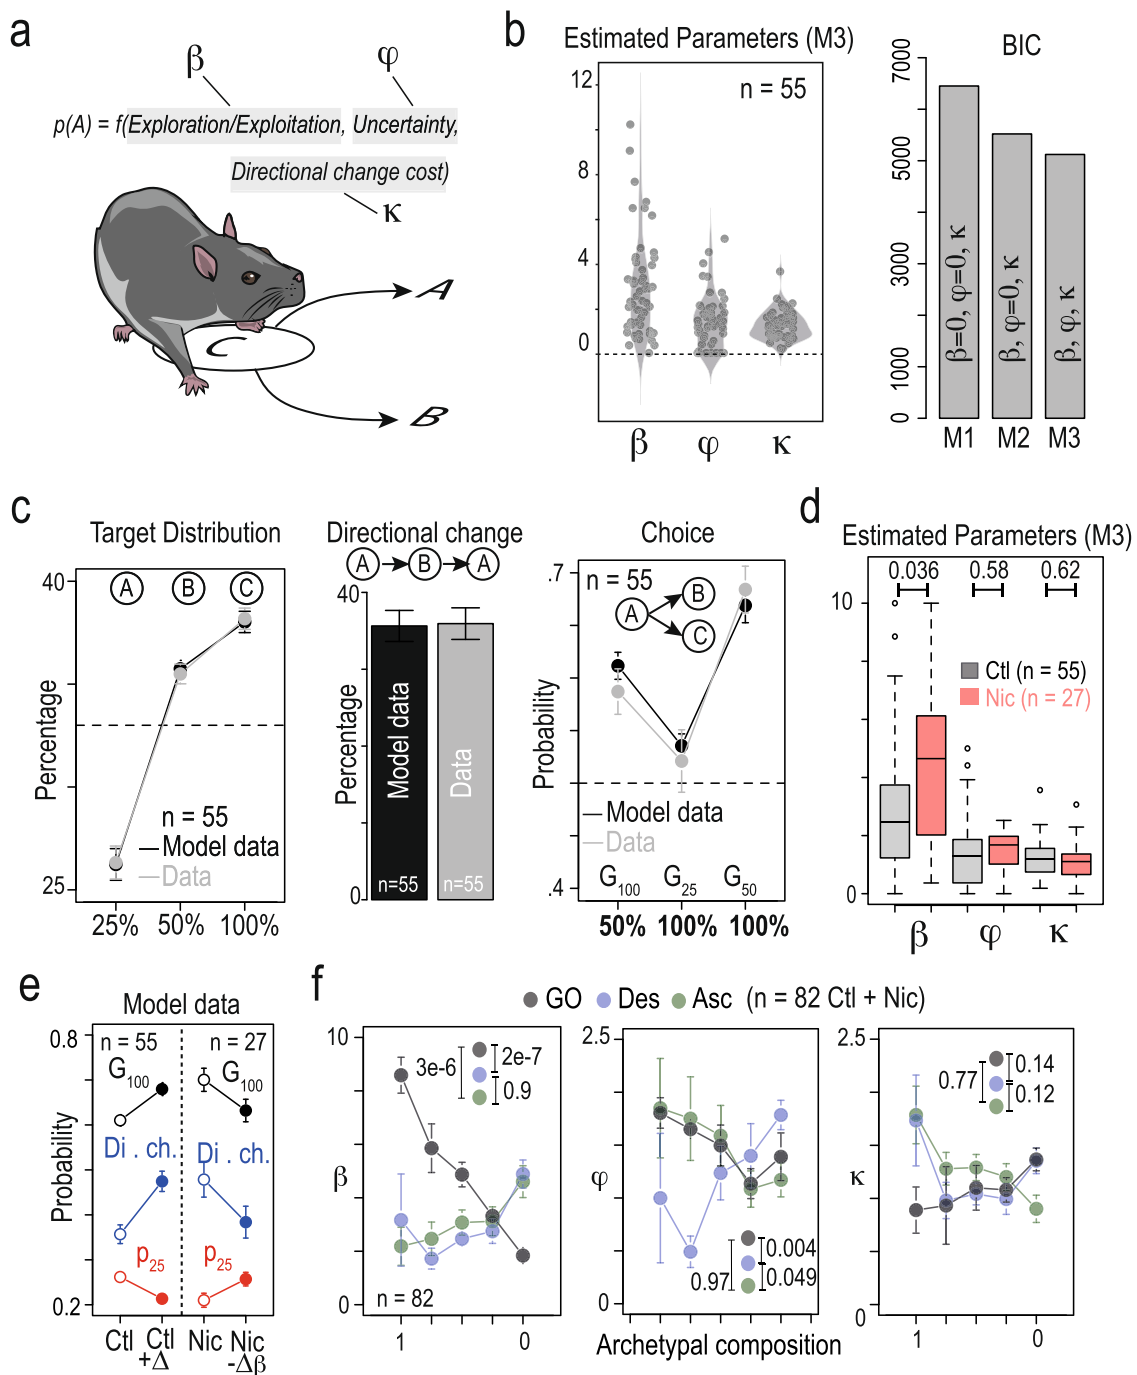 a
β
φ
p(A) = f(Exploration/Exploitation, Uncertainty,
Directional change cost)
κ
A
C
B
b
Estimated Parameters (M3)
n = 55
12
8
4
0
β
φ
κ
BIC
7000
5000
3000
1000
0
β=0, φ=0, κ
β, φ=0, κ
β, φ, κ
M1
M2
M3
c
Target Distribution
A
B
C
40
Percentage
25
n = 55
Model data
Data
25%
50%
100%
Directional change
A
B
A
40
Percentage
0
Model data
Data
n=55
n=55
Choice
.7
n = 55
A
B
C
Probability
Model data
Data
.4
G100
G25
G50
50%
100%
100%
d
Estimated Parameters (M3)
0.036
0.58
0.62
10
Ctl (n = 55)
Nic (n = 27)
0
β
φ
κ
e
Model data
0.8
n = 55
n = 27
G100
G100
Di . ch.
Di . ch.
Probability
p25
0.2
Ctl
Ctl
+Δ
Nic
Nic
-Δβ
f
GO
Des
Asc
(n = 82 Ctl + Nic)
10
3e-6
2e-7
0.9
β
0
n = 82
1
0
2.5
φ
0.004
0.97
0.049
0
Archetypal composition
2.5
0.14
0.77
0.12
κ
0
1
0